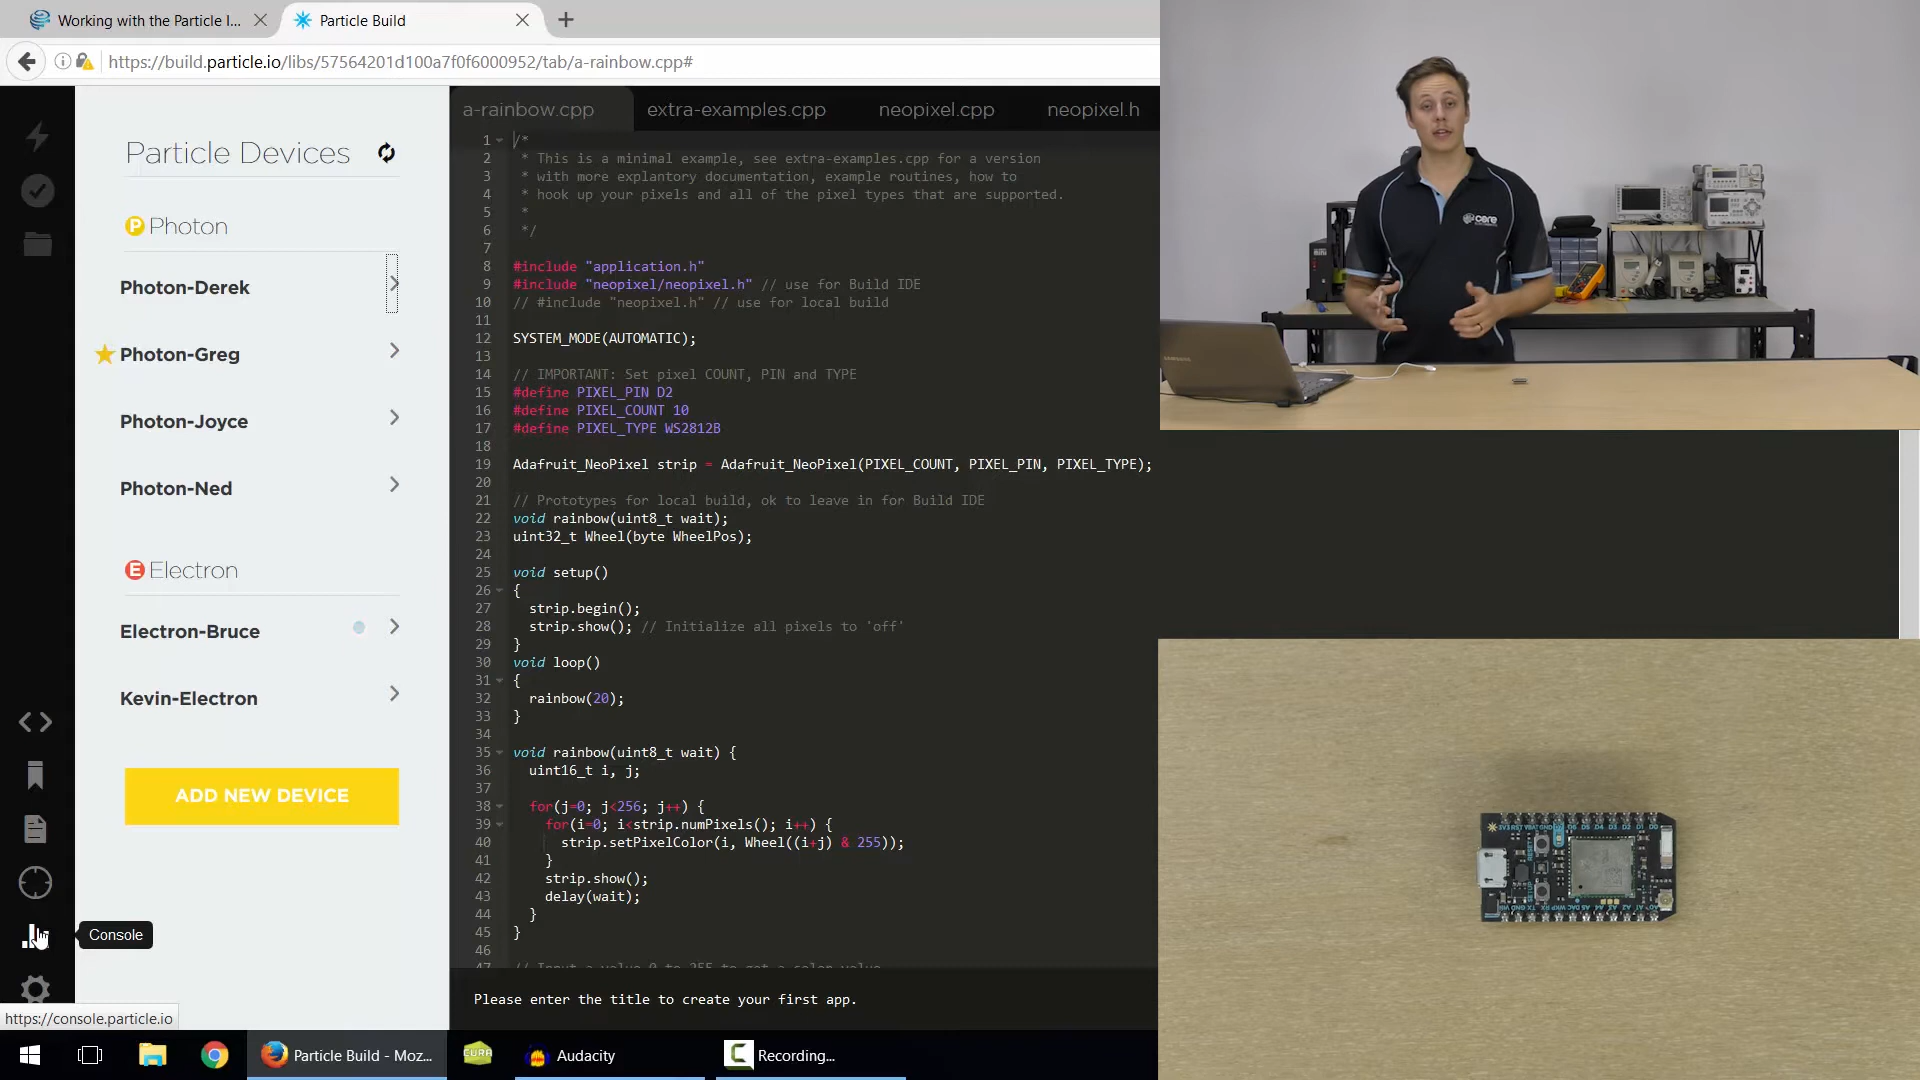 Working with the Particle I...
Particle Build
https://build.particle.io/libs/57564201d100a7f0f6000952/tab/a-rainbow.cpp#
Particle Devices
Photon
Photon-Derek
Photon-Greg
Photon-Joyce
Photon-Ned
Electron
Electron-Bruce
Kevin-Electron
ADD NEW DEVICE
Console
https://console.particle.io
a-rainbow.cpp
extra-examples.cpp
neopixel.cpp
neopixel.h
1 /*
2 * This is a minimal example, see extra-examples.cpp for a version
3 * with more explantory documentation, example routines, how to
4 * hook up your pixels and all of the pixel types that are supported.
5 *
6 */
7
8 #include "application.h"
9 #include "neopixel/neopixel.h" // use for Build IDE
10 // #include "neopixel.h" // use for local build
11
12 SYSTEM_MODE(AUTOMATIC);
13
14 // IMPORTANT: Set pixel COUNT, PIN and TYPE
15 #define PIXEL_PIN D2
16 #define PIXEL_COUNT 10
17 #define PIXEL_TYPE WS2812B
18
19 Adafruit_NeoPixel strip = Adafruit_NeoPixel(PIXEL_COUNT, PIXEL_PIN, PIXEL_TYPE);
20
21 // Prototypes for local build, ok to leave in for Build IDE
22 void rainbow(uint8_t wait);
23 uint32_t Wheel(byte WheelPos);
24
25 void setup()
26 {
27 strip.begin();
28 strip.show(); // Initialize all pixels to 'off'
29 }
30 void loop()
31 {
32 rainbow(20);
33 }
34
35 void rainbow(uint8_t wait) {
36 uint16_t i, j;
37
38 for(j=0; j<256; j++) {
39 for(i=0; i<strip.numPixels(); i++) {
40 strip.setPixelColor(i, Wheel((i+j) & 255));
41 }
42 strip.show();
43 delay(wait);
44 }
45 }
46
47 // Input a value 0 to 255 to get a color value
Please enter the title to create your first app.
core
Particle Build - Moz...
CURA
Audacity
Recording...